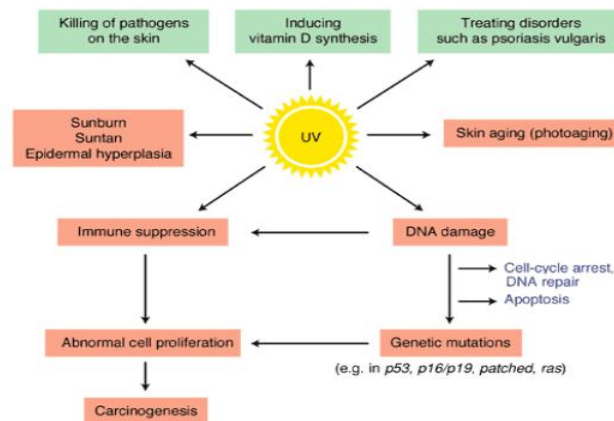 Killing of pathogens
on the skin
Inducing
vitamin D synthesis
Treating disorders
such as psoriasis vulgaris
Sunburn
Suntan
Epidermal hyperplasia
UV
Skin aging (photoaging)
Immune suppression
DNA damage
Cell-cycle arrest,
DNA repair
Apoptosis
Abnormal cell proliferation
Genetic mutations
(e.g. in p53, p16/p19, patched, ras)
Carcinogenesis